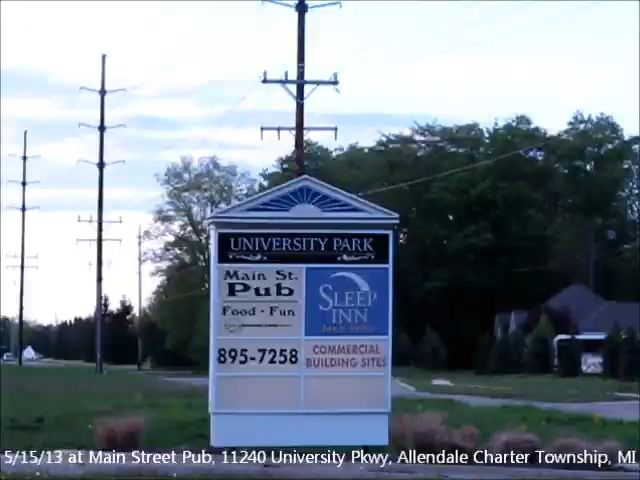 UNIVERSITY PARK
Main St.
Pub
Food · Fun
SLEEP
INN
895-7258
COMMERCIAL
BUILDING SITES
5/15/13 at Main Street Pub, 11240 University Pkwy, Allendale Charter Township, MI